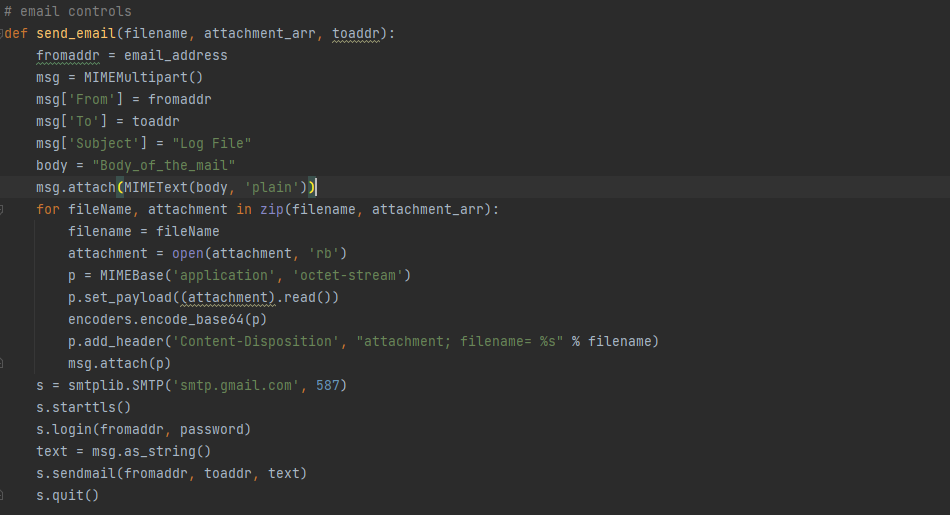 # email controls
def send_email(filename, attachment_arr, toaddr):
    fromaddr = email_address
    msg = MIMEMultipart()
    msg['From'] = fromaddr
    msg['To'] = toaddr
    msg['Subject'] = "Log File"
    body = "Body_of_the_mail"
    msg.attach(MIMEText(body, 'plain'))
    for fileName, attachment in zip(filename, attachment_arr):
        filename = fileName
        attachment = open(attachment, 'rb')
        p = MIMEBase('application', 'octet-stream')
        p.set_payload((attachment).read())
        encoders.encode_base64(p)
        p.add_header('Content-Disposition', "attachment; filename= %s" % filename)
        msg.attach(p)
    s = smtplib.SMTP('smtp.gmail.com', 587)
    s.starttls()
    s.login(fromaddr, password)
    text = msg.as_string()
    s.sendmail(fromaddr, toaddr, text)
    s.quit()